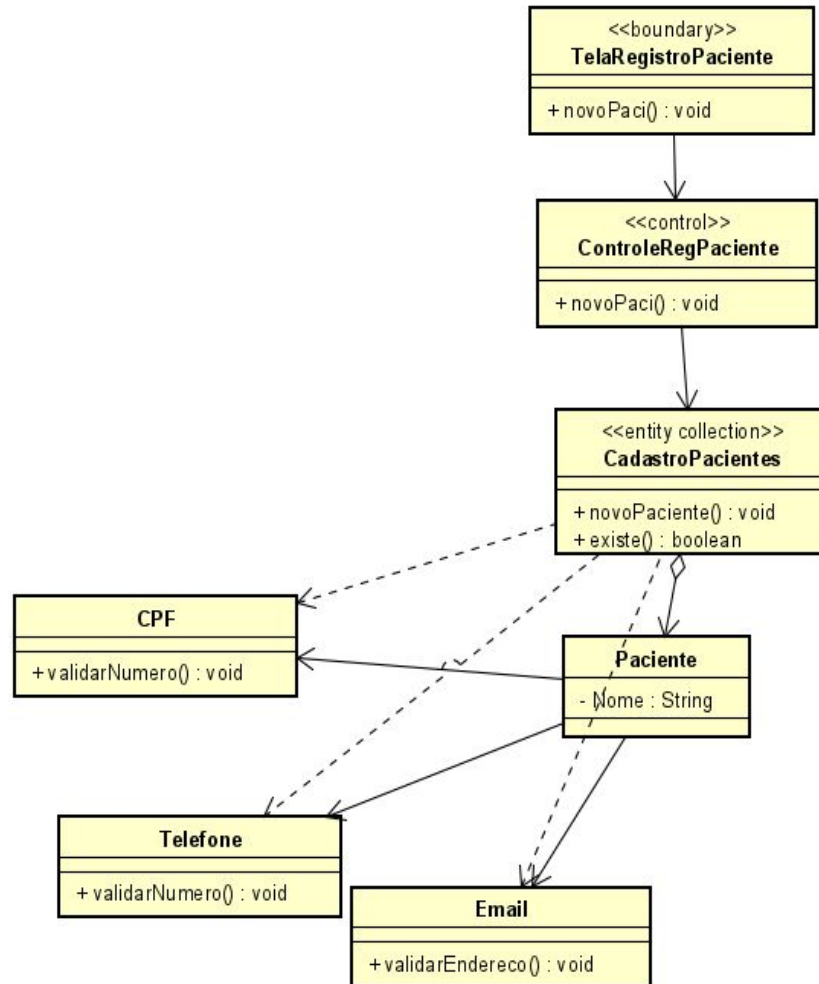 <<boundary>>
TelaRegistroPaciente
+ novoPaci() : void
<<control>>
ControleRegPaciente
+ novoPaci() : void
<<entity collection>>
CadastroPacientes
+ novoPaciente() : void
+ existe() : boolean
CPF
+ validarNumero() : void
Paciente
- Nome : String
Telefone
+ validarNumero() : void
Email
+ validarEndereco() : void